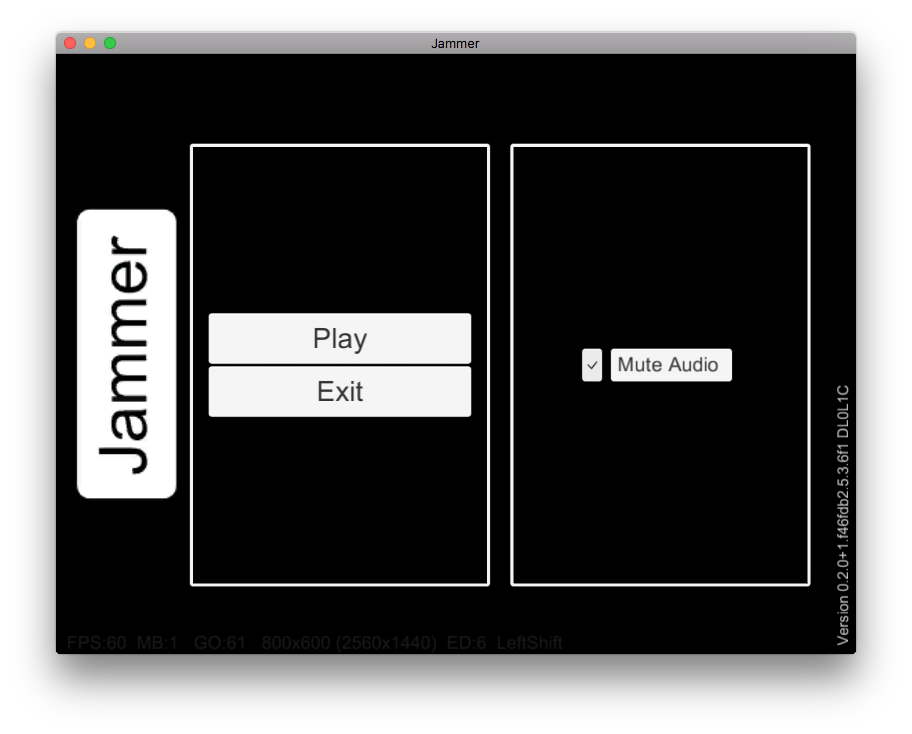 Jammer
Jammer
Play
Exit
Mute Audio
Version 0.2.0+1.f46fdb2.5.3.6f1 DL0L1C
FPS:60 MB:1 GO:61 800x600 (2560x1440) ED:6 LeftShift